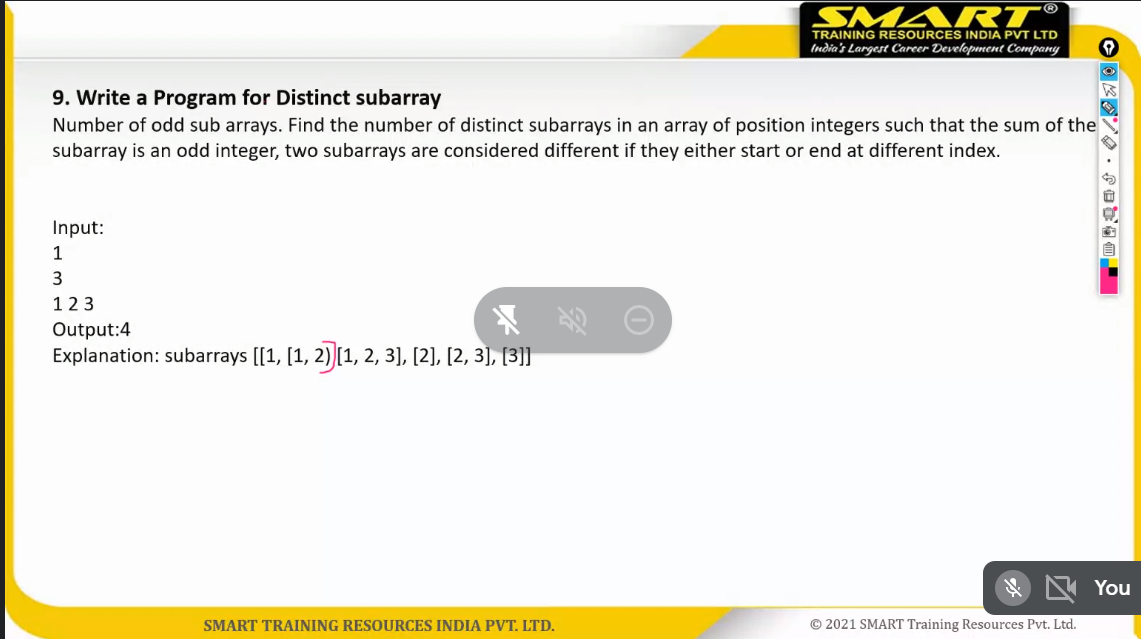 SMART®
TRAINING RESOURCES INDIA PVT LTD
India's Largest Career Development Company
9. Write a Program for Distinct subarray
Number of odd sub arrays. Find the number of distinct subarrays in an array of position integers such that the sum of the
subarray is an odd integer, two subarrays are considered different if they either start or end at different index.
Input:
1
3
1 2 3
Output:4
Explanation: subarrays [[1, [1, 2) [1, 2, 3], [2], [2, 3], [3]]
You
SMART TRAINING RESOURCES INDIA PVT. LTD.
© 2021 SMART Training Resources Pvt. Ltd.